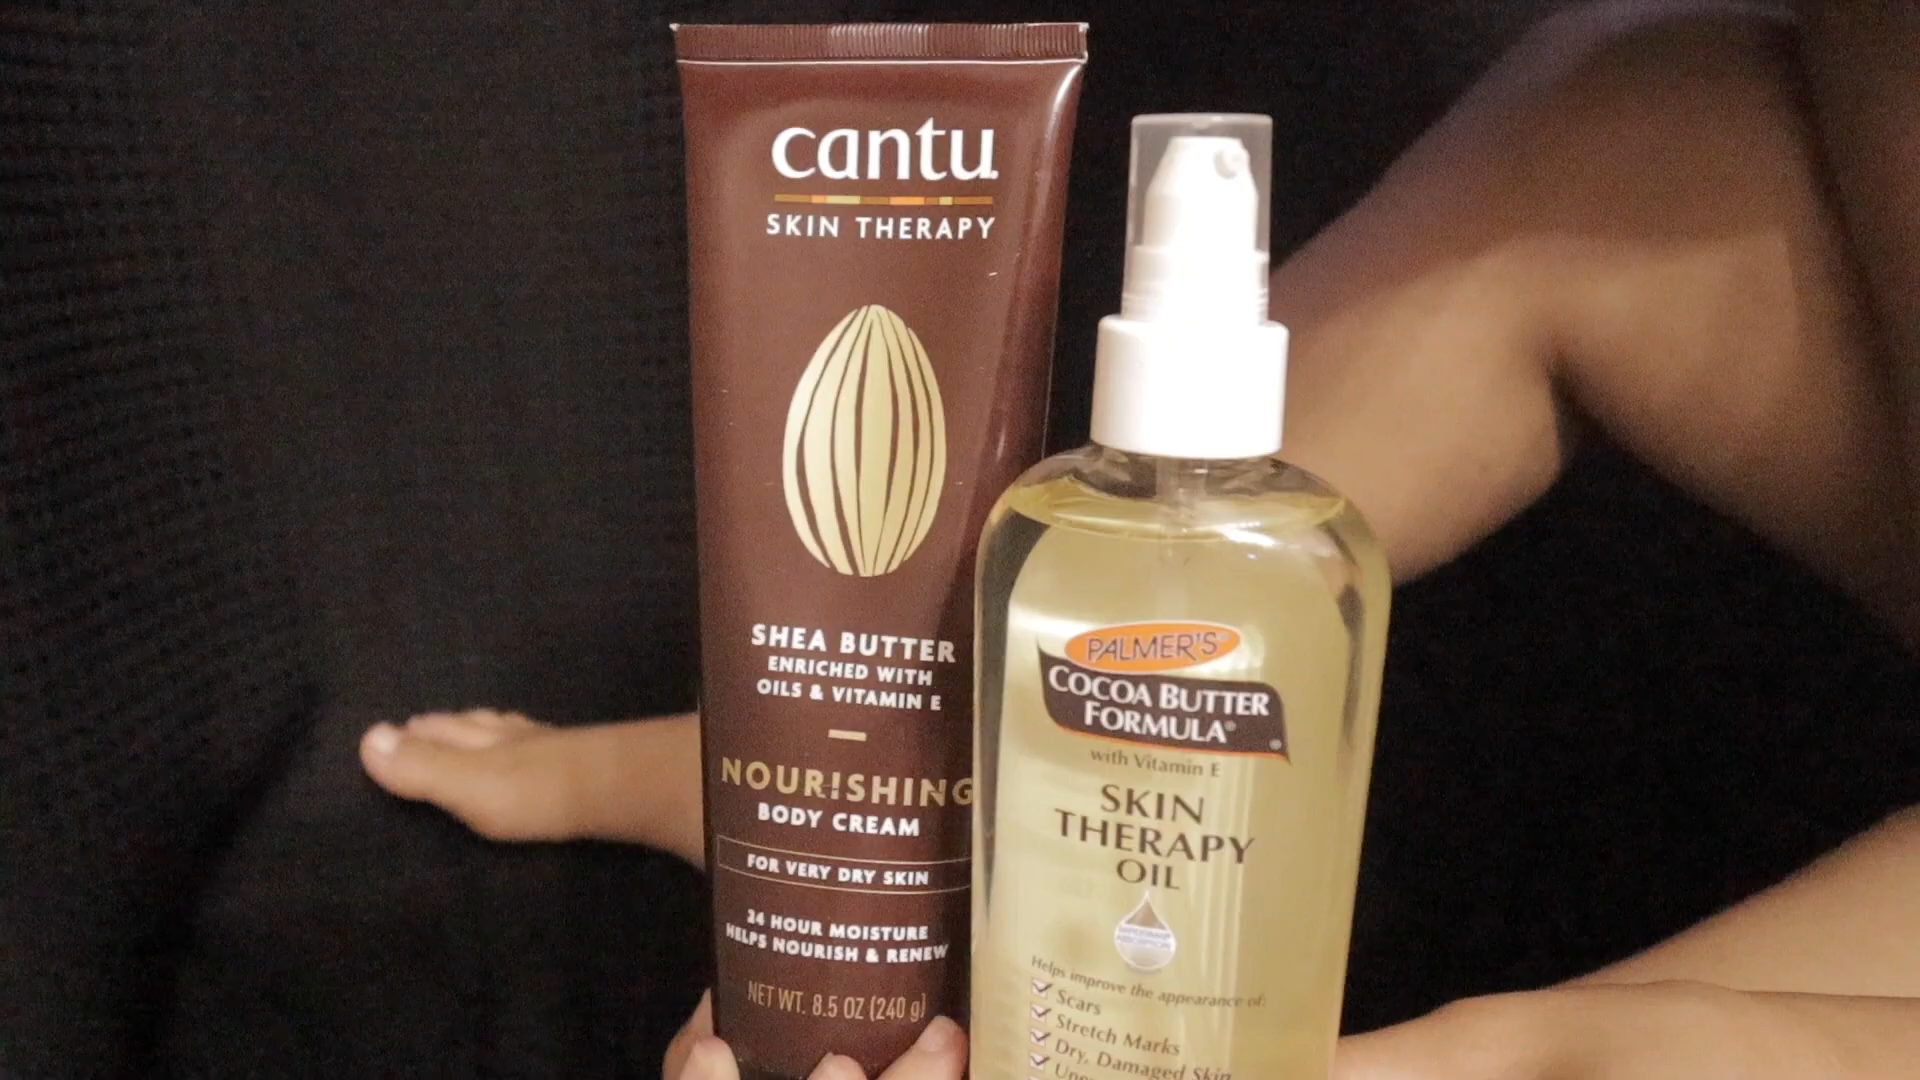 cantu
SKIN THERAPY
SHEA BUTTER
ENRICHED WITH
OILS & VITAMIN E
NOURISHING
BODY CREAM
FOR VERY DRY SKIN
24 HOUR MOISTURE
HELPS NOURISH & RENEW
NET WT. 8.5 OZ (240 g)
PALMER'S®
COCOA BUTTER
FORMULA®
with Vitamin E
SKIN
THERAPY
OIL
Helps improve the appearance of:
Scars
Stretch Marks
Dry, Damaged Skin